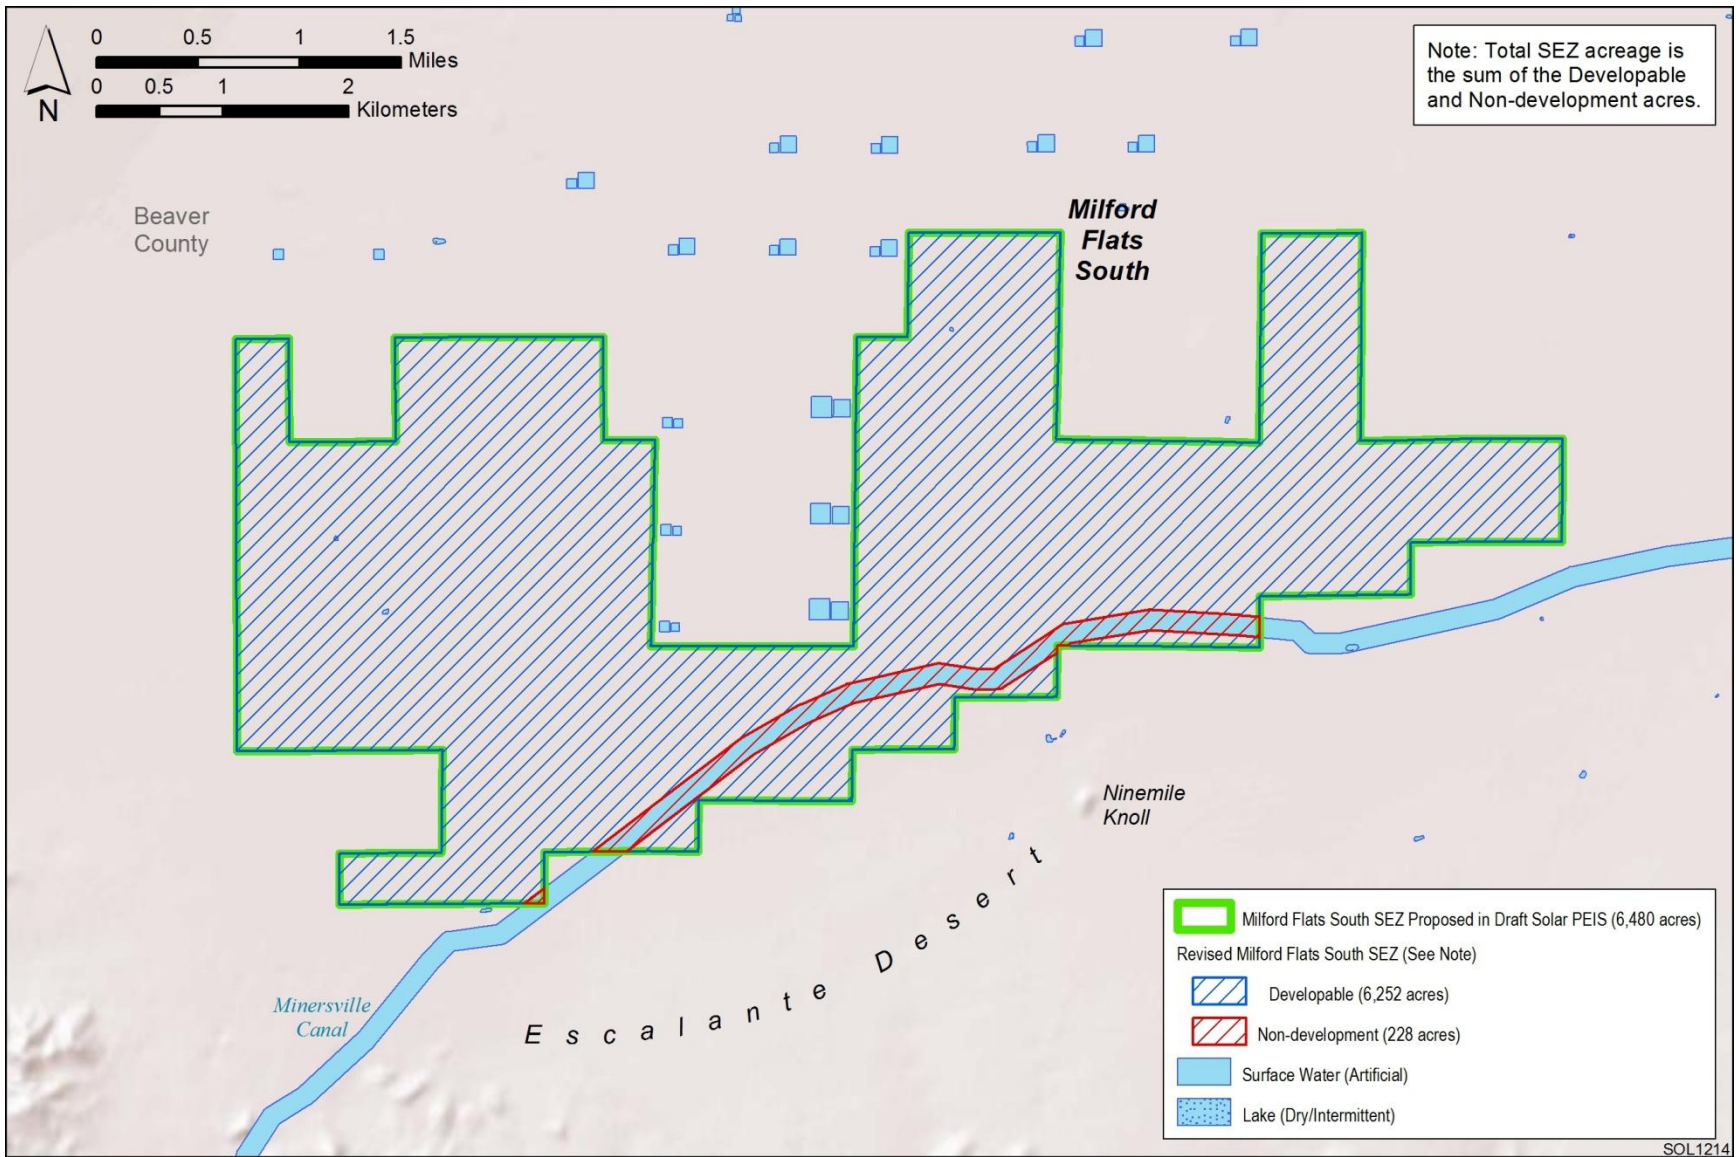 0 0.5 1 1.5
Miles
0 0.5 1 2
Kilometers
N
Note: Total SEZ acreage is
the sum of the Developable
and Non-development acres.
Beaver
County
Milford
Flats
South
Ninemile
Knoll
Escalante Desert
Minersville
Canal
Milford Flats South SEZ Proposed in Draft Solar PEIS (6,480 acres)
Revised Milford Flats South SEZ (See Note)
Developable (6,252 acres)
Non-development (228 acres)
Surface Water (Artificial)
Lake (Dry/Intermittent)
SOL1214